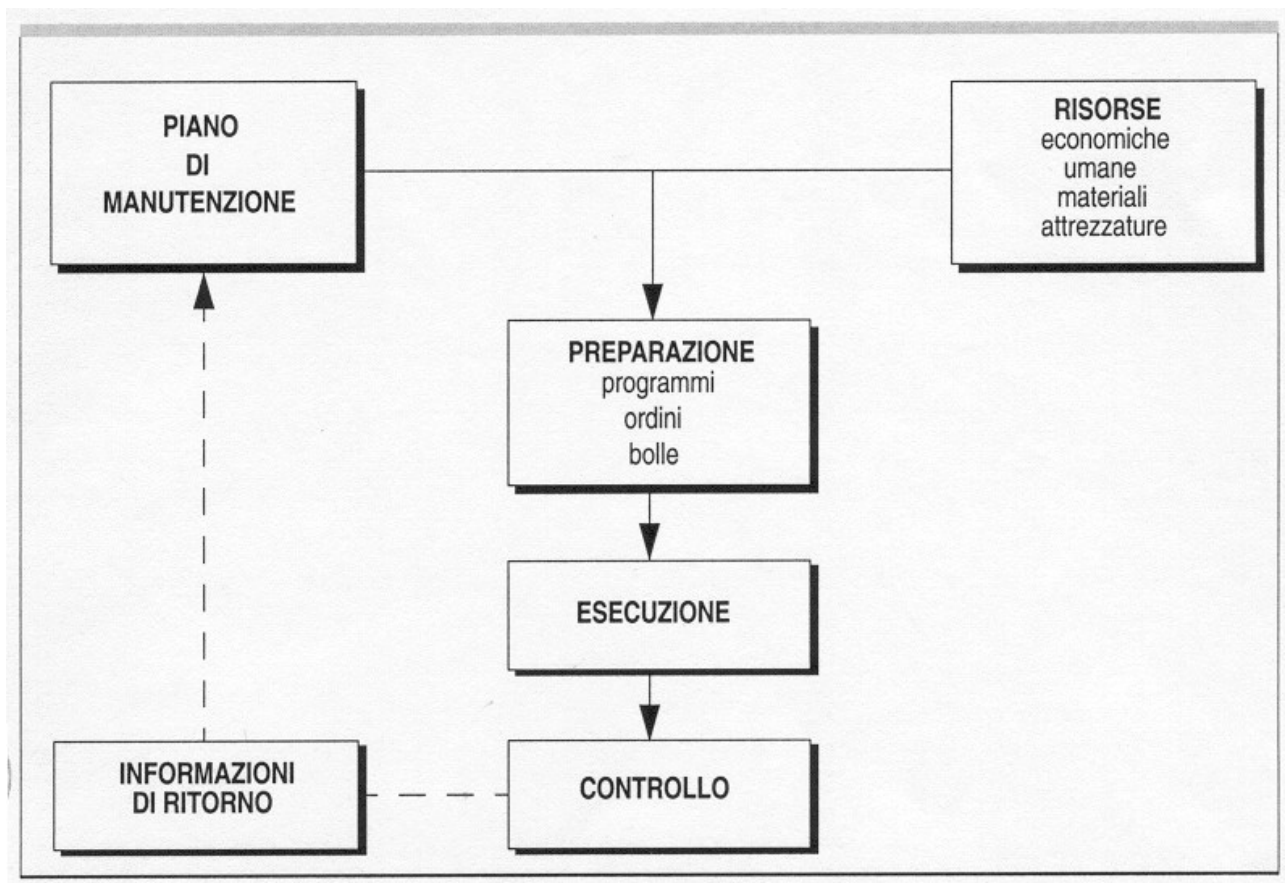 PIANO
DI
MANUTENZIONE
RISORSE
economiche
umane
materiali
attrezzature
PREPARAZIONE
programmi
ordini
bolle
ESECUZIONE
INFORMAZIONI
DI RITORNO
CONTROLLO